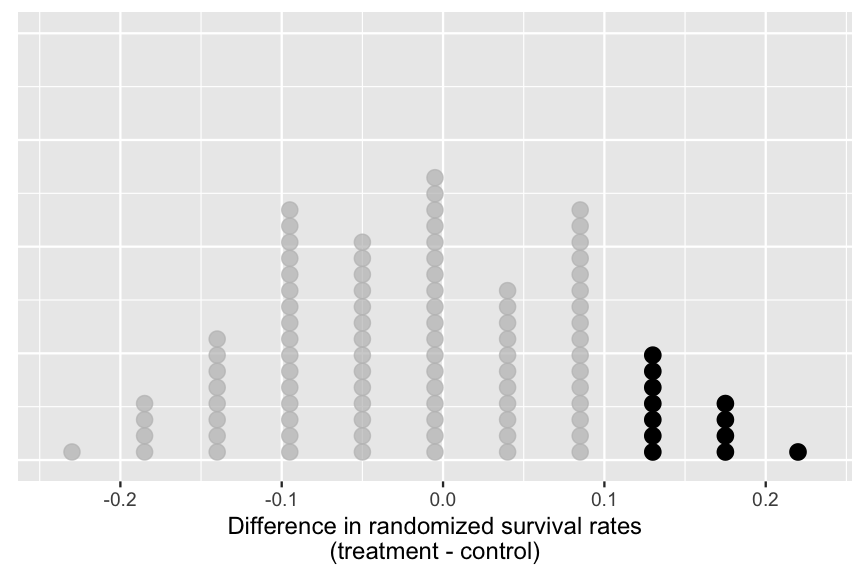 -0.2 -0.1 0.0 0.1 0.2
Difference in randomized survival rates
(treatment - control)